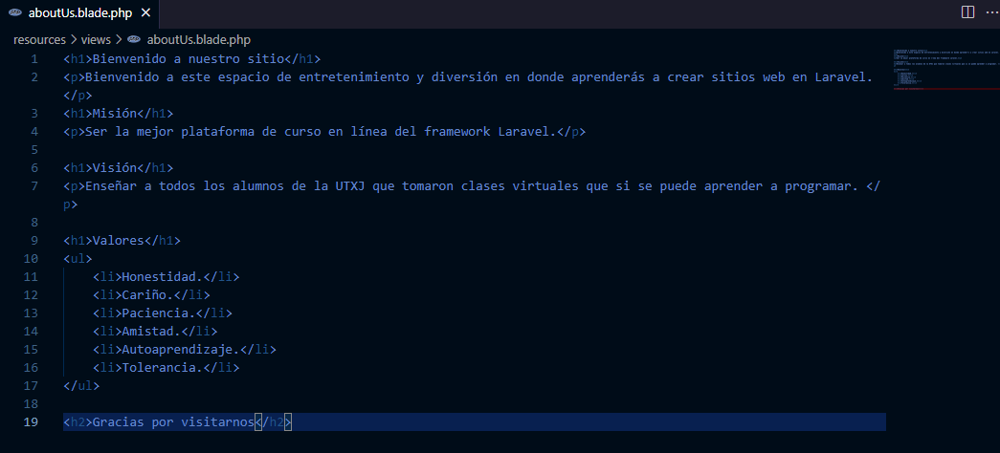 aboutUs.blade.php
resources > views > aboutUs.blade.php
1 <h1>Bienvenido a nuestro sitio</h1>
2 <p>Bienvenido a este espacio de entretenimiento y diversión en donde aprenderás a crear sitios web en Laravel.
</p>
3 <h1>Misión</h1>
4 <p>Ser la mejor plataforma de curso en línea del framework Laravel.</p>
5
6 <h1>Visión</h1>
7 <p>Enseñar a todos los alumnos de la UTXJ que tomaron clases virtuales que si se puede aprender a programar. </
p>
8
9 <h1>Valores</h1>
10 <ul>
11 <li>Honestidad.</li>
12 <li>Cariño.</li>
13 <li>Paciencia.</li>
14 <li>Amistad.</li>
15 <li>Autoaprendizaje.</li>
16 <li>Tolerancia.</li>
17 </ul>
18
19 <h2>Gracias por visitarnos</h2>